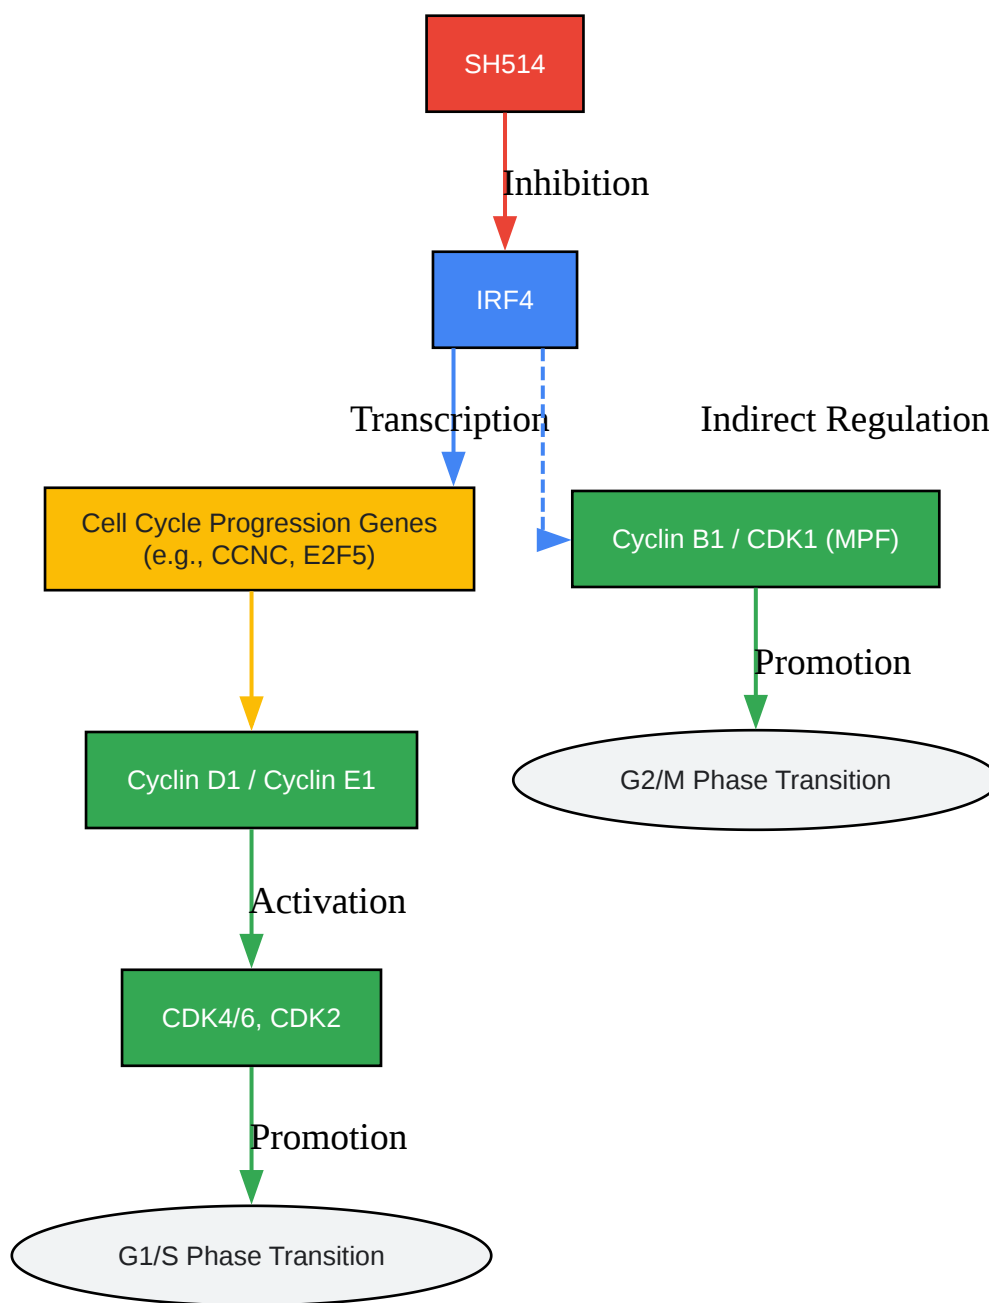 SH514
Inhibition
IRF4
Transcription
Indirect Regulation
Cell Cycle Progression Genes
(e.g., CCNC, E2F5)
Cyclin B1 / CDK1 (MPF)
Promotion
Cyclin D1 / Cyclin E1
G2/M Phase Transition
Activation
CDK4/6, CDK2
Promotion
G1/S Phase Transition